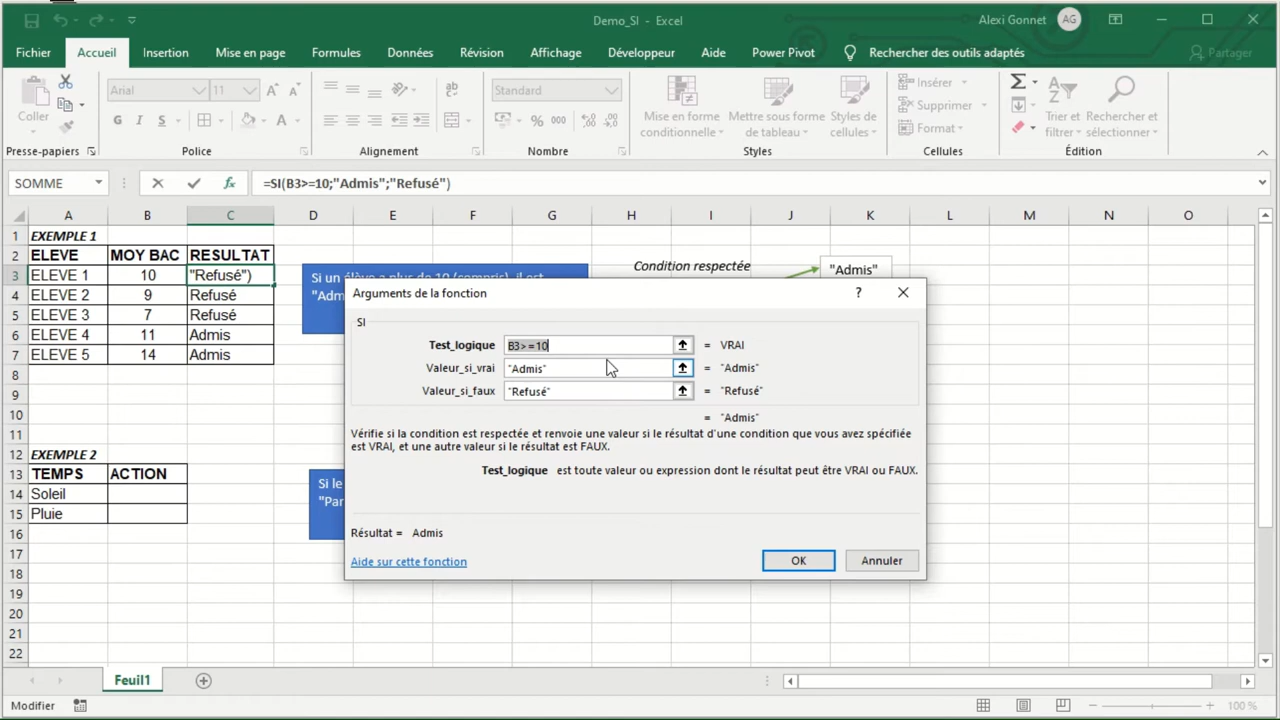 Demo_SI - Excel
Alexi Gonnet
AG
Fichier
Accueil
Insertion
Mise en page
Formules
Données
Révision
Affichage
Développeur
Aide
Power Pivot
Rechercher des outils adaptés
Partager
Coller
Arial
11
G I S
Standard
% 000
Mise en forme
conditionnelle
Mettre sous forme
de tableau
Styles de
cellules
Insérer
Supprimer
Format
Trier et
filtrer
Rechercher et
sélectionner
Presse-papiers
Police
Alignement
Nombre
Styles
Cellules
Édition
SOMME
fx
=SI(B3>=10;"Admis";"Refusé")
A B C D E F G H I J K L M N O
1 EXEMPLE 1
2 ELEVE MOY BAC RESULTAT
3 ELEVE 1 10 "Refusé")
4 ELEVE 2 9 Refusé
5 ELEVE 3 7 Refusé
6 ELEVE 4 11 Admis
7 ELEVE 5 14 Admis
8
9
10
11
12 EXEMPLE 2
13 TEMPS ACTION
14 Soleil
15 Pluie
16
17
18
19
20
21
22
Si un élève a plus de 10 (compris), il est
"Adm
Condition respectée
"Admis"
Si le
"Par
Arguments de la fonction
?
SI
Test_logique B3>=10 = VRAI
Valeur_si_vrai "Admis" = "Admis"
Valeur_si_faux "Refusé" = "Refusé"
= "Admis"
Vérifie si la condition est respectée et renvoie une valeur si le résultat d'une condition que vous avez spécifiée
est VRAI, et une autre valeur si le résultat est FAUX.
Test_logique est toute valeur ou expression dont le résultat peut être VRAI ou FAUX.
Résultat = Admis
Aide sur cette fonction
OK
Annuler
Feuil1
Modifier
100 %